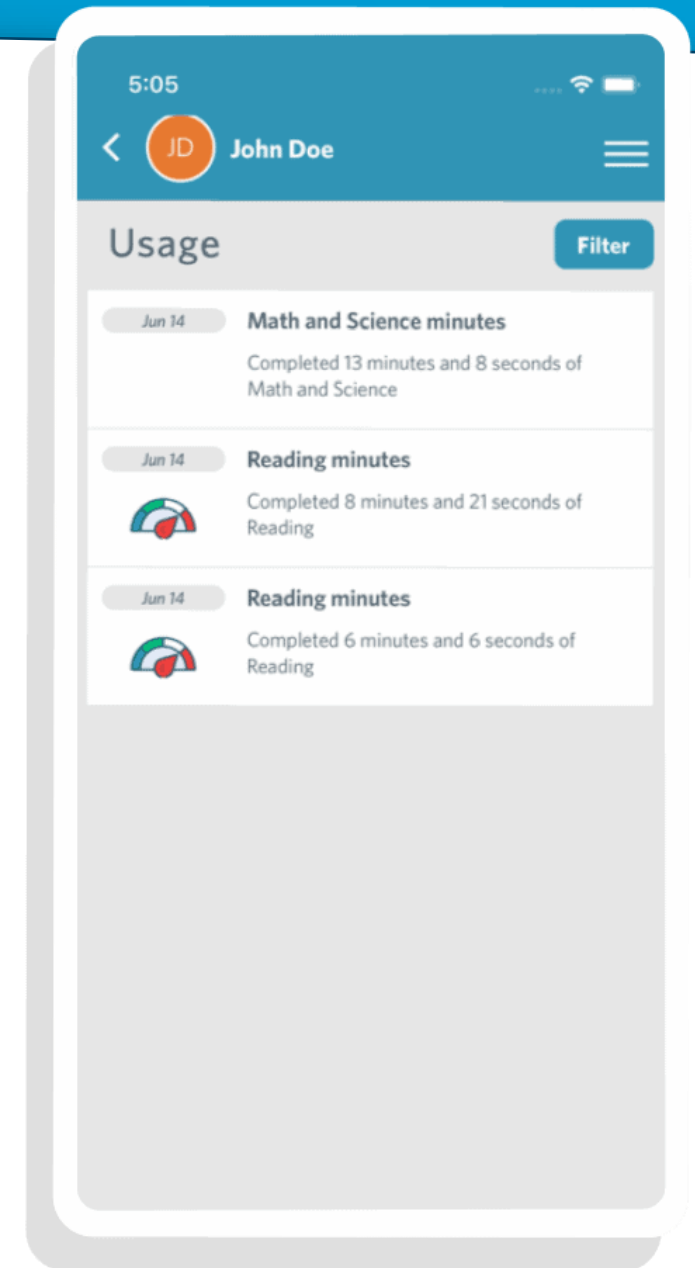 5:05
JD
John Doe
Usage
Filter
Jun 14
Math and Science minutes
Completed 13 minutes and 8 seconds of
Math and Science
Jun 14
Reading minutes
Completed 8 minutes and 21 seconds of
Reading
Jun 14
Reading minutes
Completed 6 minutes and 6 seconds of
Reading